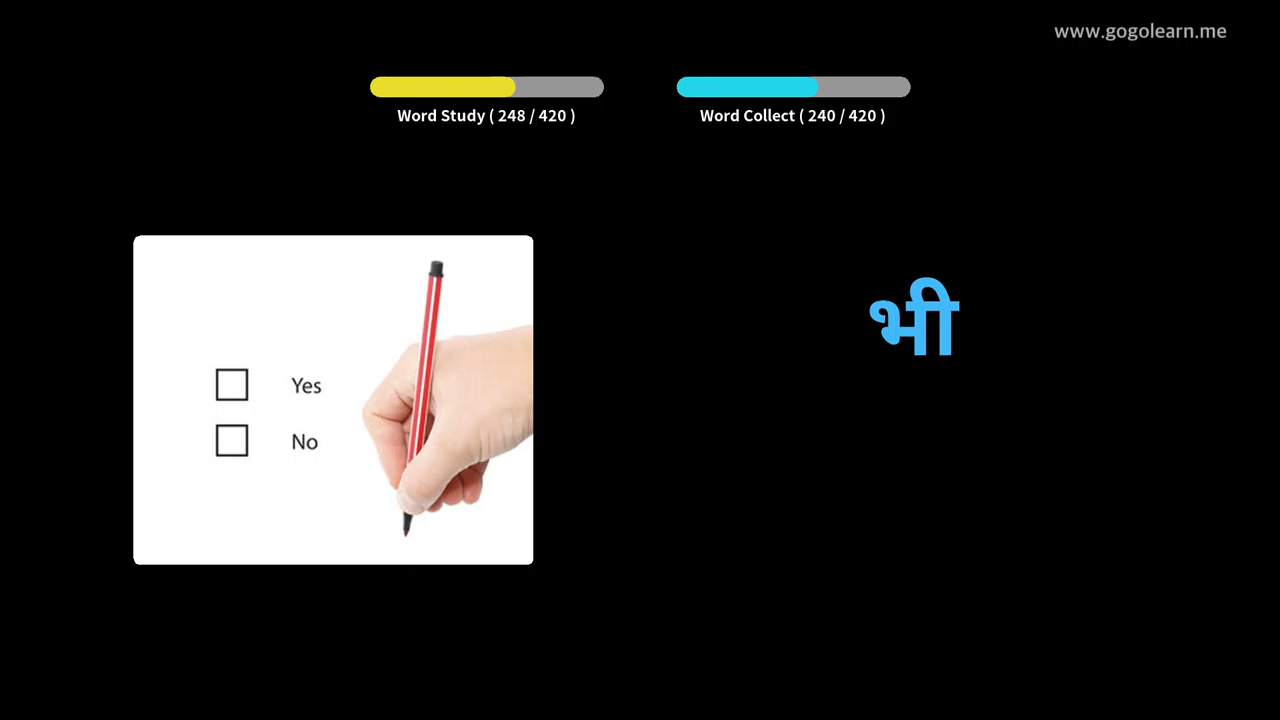 www.gogolearn.me
Word Study ( 248 / 420 )
Word Collect ( 240 / 420 )
भी
Yes
No